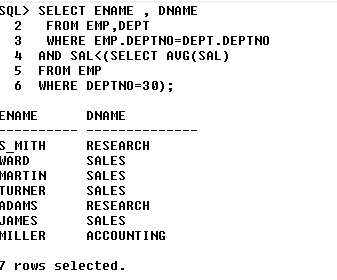 SQL> SELECT ENAME , DNAME
2 FROM EMP,DEPT
3 WHERE EMP.DEPTNO=DEPT.DEPTNO
4 AND SAL<(SELECT AVG(SAL)
5 FROM EMP
6 WHERE DEPTNO=30);
ENAME DNAME
---------- --------------
S_MITH RESEARCH
WARD SALES
MARTIN SALES
TURNER SALES
ADAMS RESEARCH
JAMES SALES
MILLER ACCOUNTING
7 rows selected.